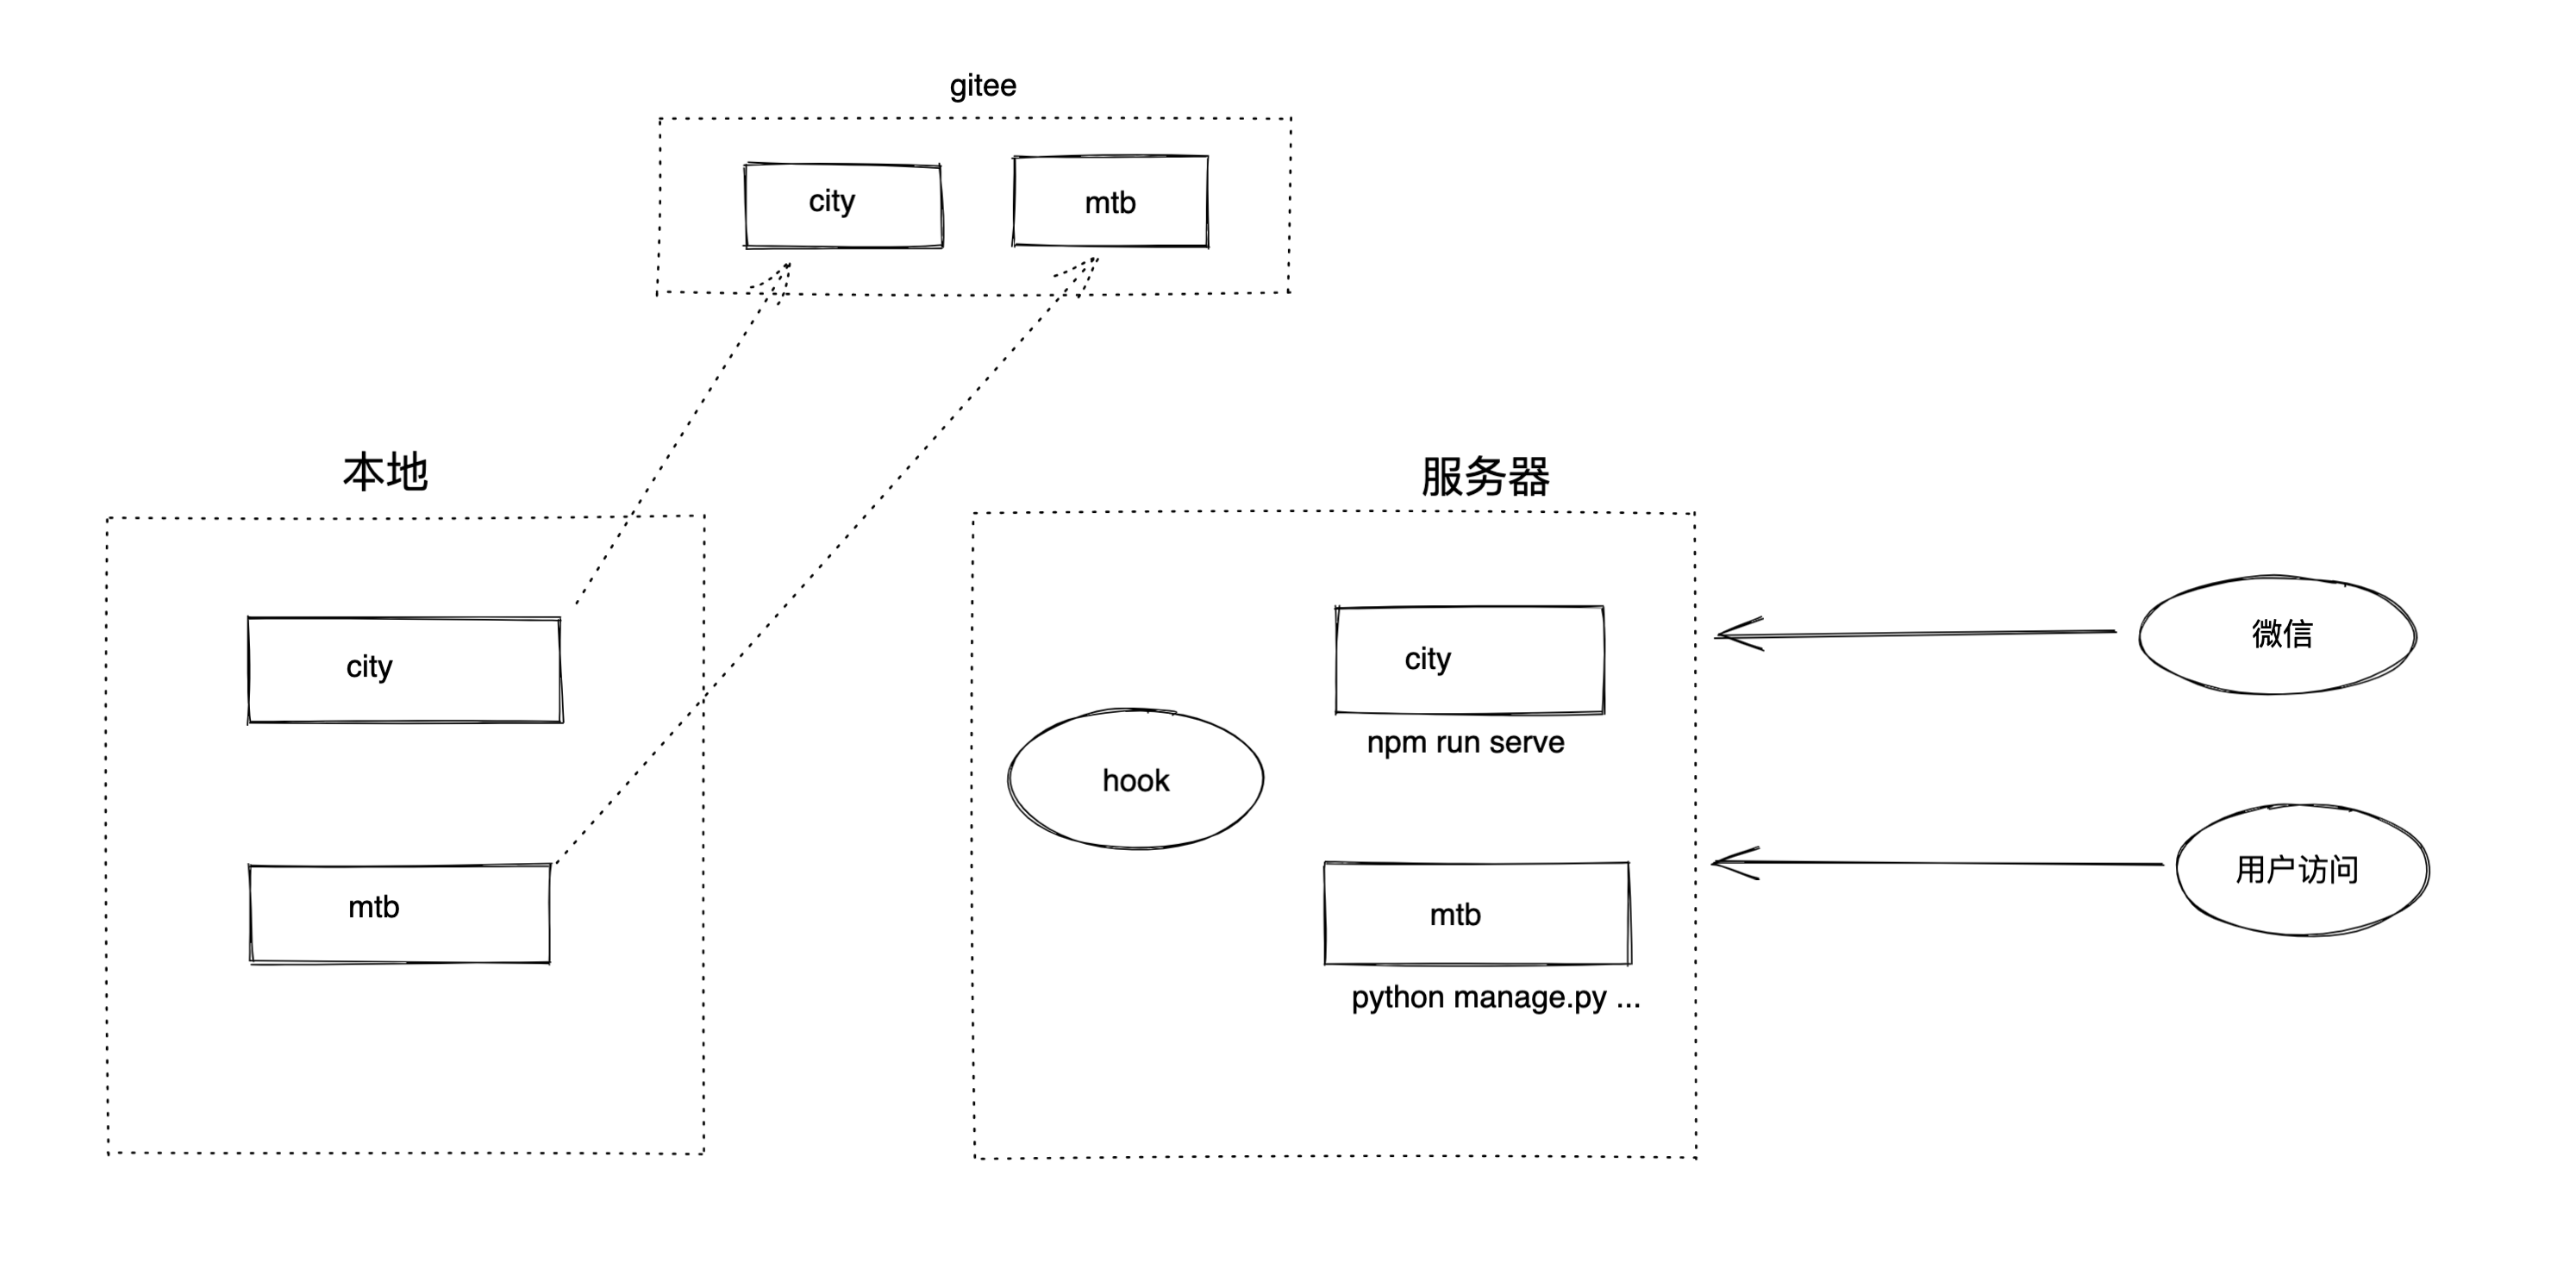 gitee
city
mtb
本地
city
mtb
服务器
hook
city
npm run serve
mtb
python manage.py ...
微信
用户访问